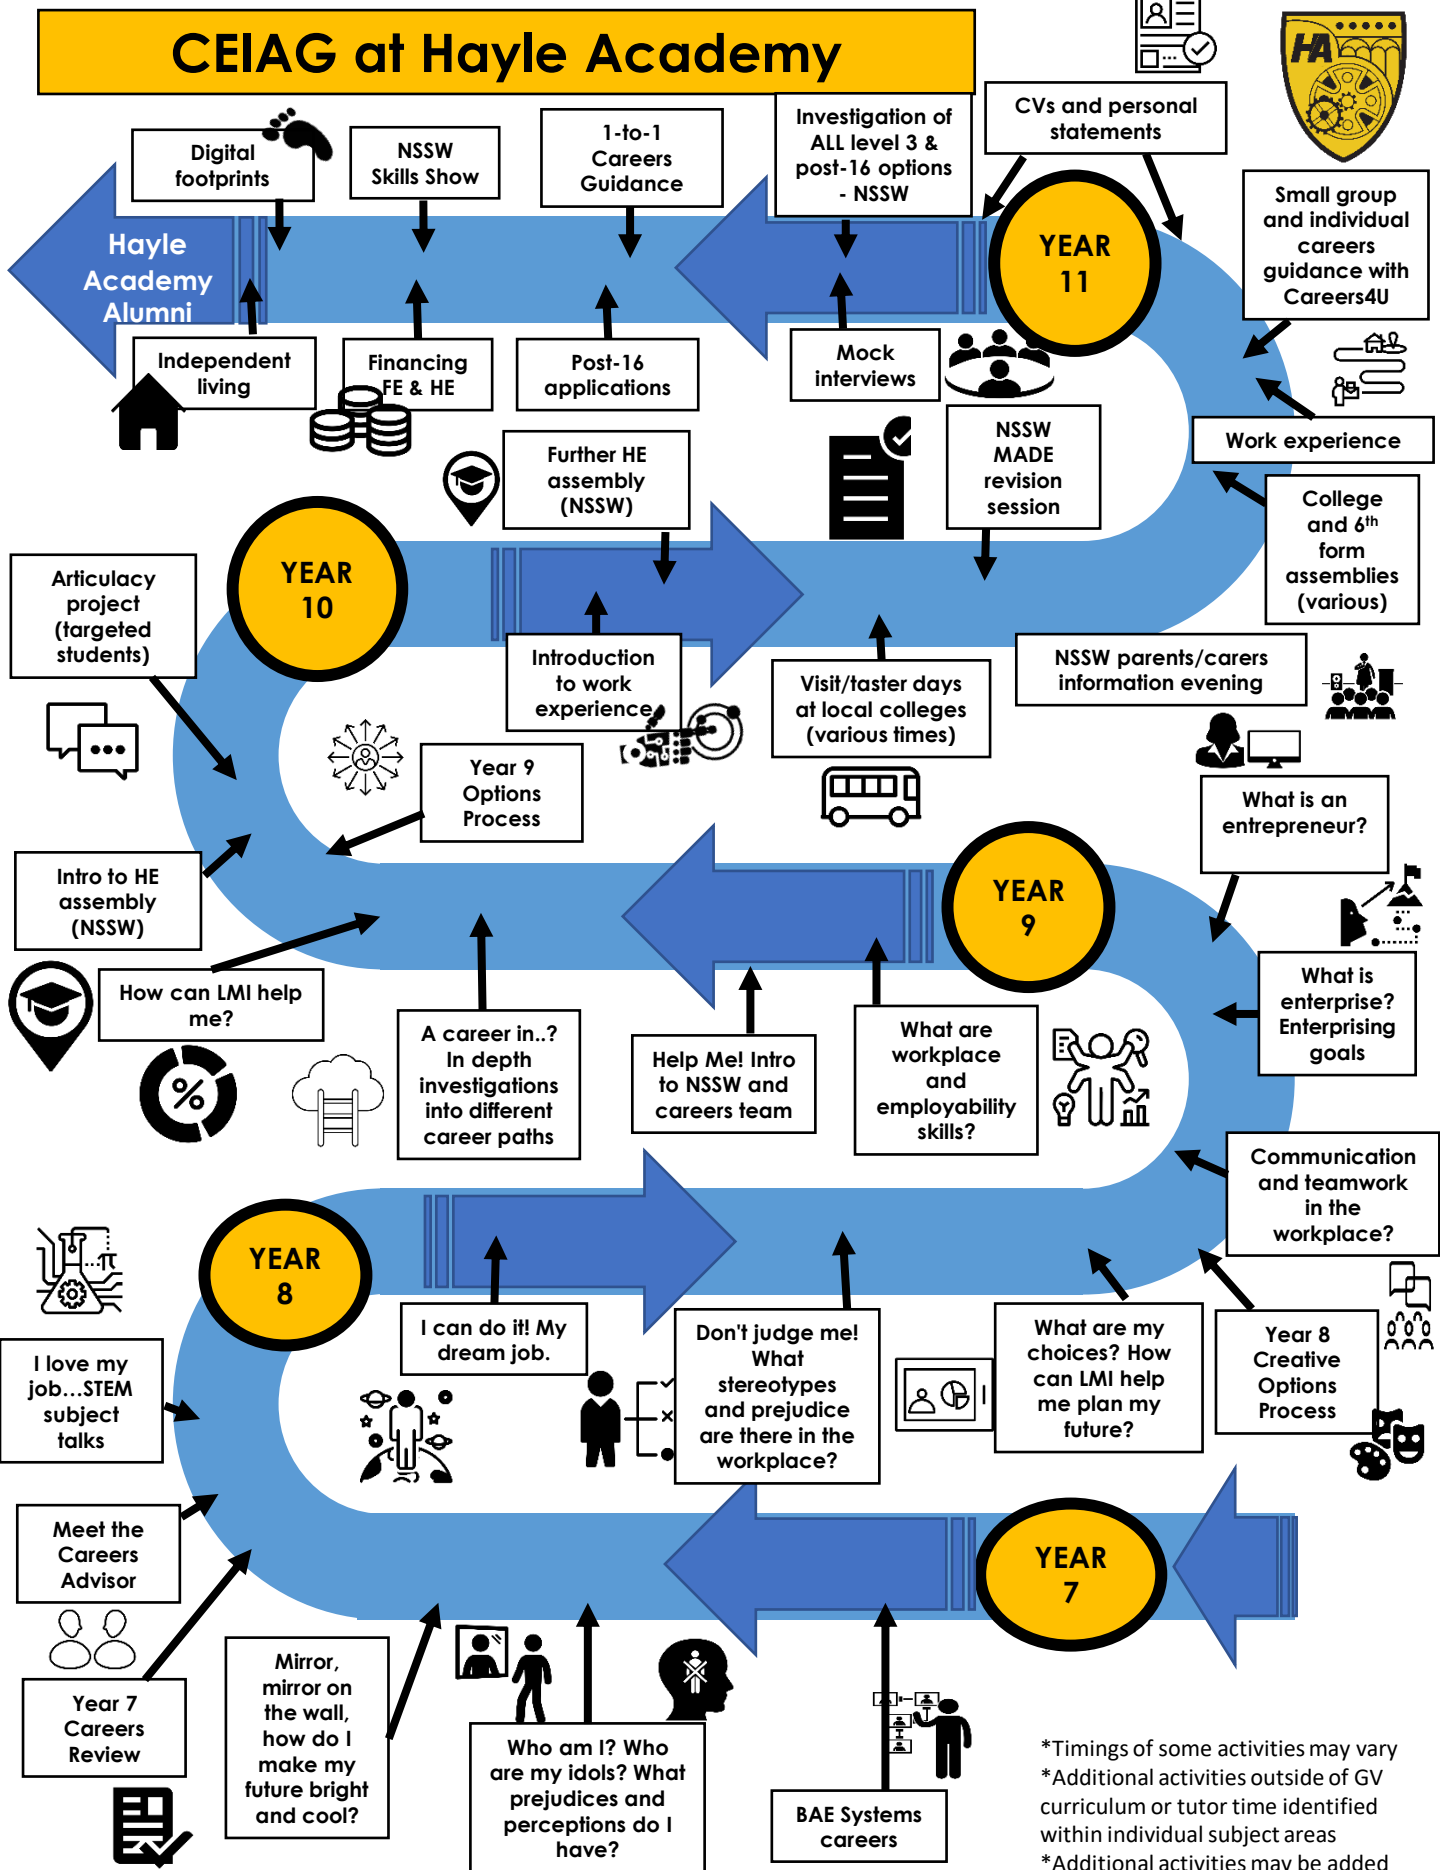 CEIAG at Hayle Academy
HA
Digital
footprints
NSSW
Skills Show
1-to-1
Careers
Guidance
Investigation of
ALL level 3 &
post-16 options
- NSSW
CVs and personal
statements
Small group
and individual
careers
guidance with
Careers4U
Hayle
Academy
Alumni
YEAR
11
Independent
living
Financing
FE & HE
Post-16
applications
Mock
interviews
Work experience
Further HE
assembly
(NSSW)
NSSW
MADE
revision
session
College
and 6th
form
assemblies
(various)
YEAR
10
Articulacy
project
(targeted
students)
Introduction
to work
experience
Visit/taster days
at local colleges
(various times)
NSSW parents/carers
information evening
Year 9
Options
Process
What is an
entrepreneur?
Intro to HE
assembly
(NSSW)
YEAR
9
How can LMI help
me?
%
A career in..?
In depth
investigations
into different
career paths
Help Me! Intro
to NSSW and
careers team
What are
workplace
and
employability
skills?
What is
enterprise?
Enterprising
goals
Communication
and teamwork
in the
workplace?
YEAR
8
π
I can do it! My
dream job.
Don't judge me!
What
stereotypes
and prejudice
are there in the
workplace?
What are my
choices? How
can LMI help
me plan my
future?
Year 8
Creative
Options
Process
I love my
job...STEM
subject
talks
Meet the
Careers
Advisor
YEAR
7
Year 7
Careers
Review
Mirror,
mirror on
the wall,
how do I
make my
future bright
and cool?
Who am I? Who
are my idols? What
prejudices and
perceptions do I
have?
BAE Systems
careers
*Timings of some activities may vary
*Additional activities outside of GV
curriculum or tutor time identified
within individual subject areas
*Additional activities may be added